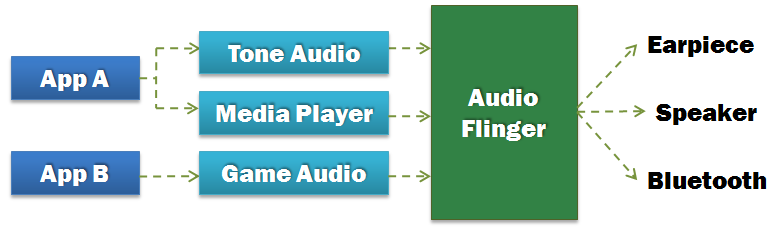 App A
Tone Audio
Media Player
App B
Game Audio
Audio
Flinger
Earpiece
Speaker
Bluetooth